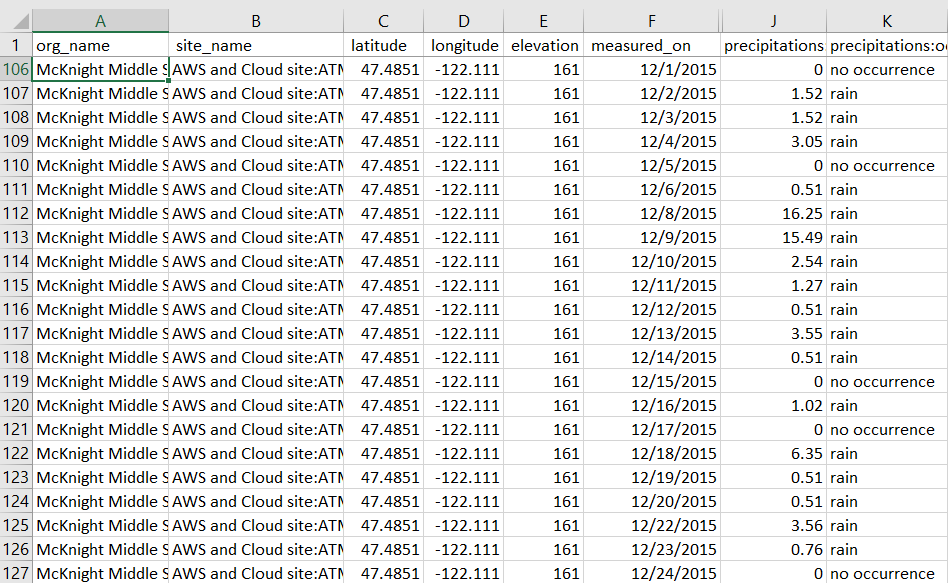 A B C D E F J K
1 org_name site_name latitude longitude elevation measured_on precipitations precipitations:o
106 McKnight Middle S AWS and Cloud site:ATM 47.4851 -122.111 161 12/1/2015 0 no occurrence
107 McKnight Middle S AWS and Cloud site:ATM 47.4851 -122.111 161 12/2/2015 1.52 rain
108 McKnight Middle S AWS and Cloud site:ATM 47.4851 -122.111 161 12/3/2015 1.52 rain
109 McKnight Middle S AWS and Cloud site:ATM 47.4851 -122.111 161 12/4/2015 3.05 rain
110 McKnight Middle S AWS and Cloud site:ATM 47.4851 -122.111 161 12/5/2015 0 no occurrence
111 McKnight Middle S AWS and Cloud site:ATM 47.4851 -122.111 161 12/6/2015 0.51 rain
112 McKnight Middle S AWS and Cloud site:ATM 47.4851 -122.111 161 12/8/2015 16.25 rain
113 McKnight Middle S AWS and Cloud site:ATM 47.4851 -122.111 161 12/9/2015 15.49 rain
114 McKnight Middle S AWS and Cloud site:ATM 47.4851 -122.111 161 12/10/2015 2.54 rain
115 McKnight Middle S AWS and Cloud site:ATM 47.4851 -122.111 161 12/11/2015 1.27 rain
116 McKnight Middle S AWS and Cloud site:ATM 47.4851 -122.111 161 12/12/2015 0.51 rain
117 McKnight Middle S AWS and Cloud site:ATM 47.4851 -122.111 161 12/13/2015 3.55 rain
118 McKnight Middle S AWS and Cloud site:ATM 47.4851 -122.111 161 12/14/2015 0.51 rain
119 McKnight Middle S AWS and Cloud site:ATM 47.4851 -122.111 161 12/15/2015 0 no occurrence
120 McKnight Middle S AWS and Cloud site:ATM 47.4851 -122.111 161 12/16/2015 1.02 rain
121 McKnight Middle S AWS and Cloud site:ATM 47.4851 -122.111 161 12/17/2015 0 no occurrence
122 McKnight Middle S AWS and Cloud site:ATM 47.4851 -122.111 161 12/18/2015 6.35 rain
123 McKnight Middle S AWS and Cloud site:ATM 47.4851 -122.111 161 12/19/2015 0.51 rain
124 McKnight Middle S AWS and Cloud site:ATM 47.4851 -122.111 161 12/20/2015 0.51 rain
125 McKnight Middle S AWS and Cloud site:ATM 47.4851 -122.111 161 12/22/2015 3.56 rain
126 McKnight Middle S AWS and Cloud site:ATM 47.4851 -122.111 161 12/23/2015 0.76 rain
127 McKnight Middle S AWS and Cloud site:ATM 47.4851 -122.111 161 12/24/2015 0 no occurrence